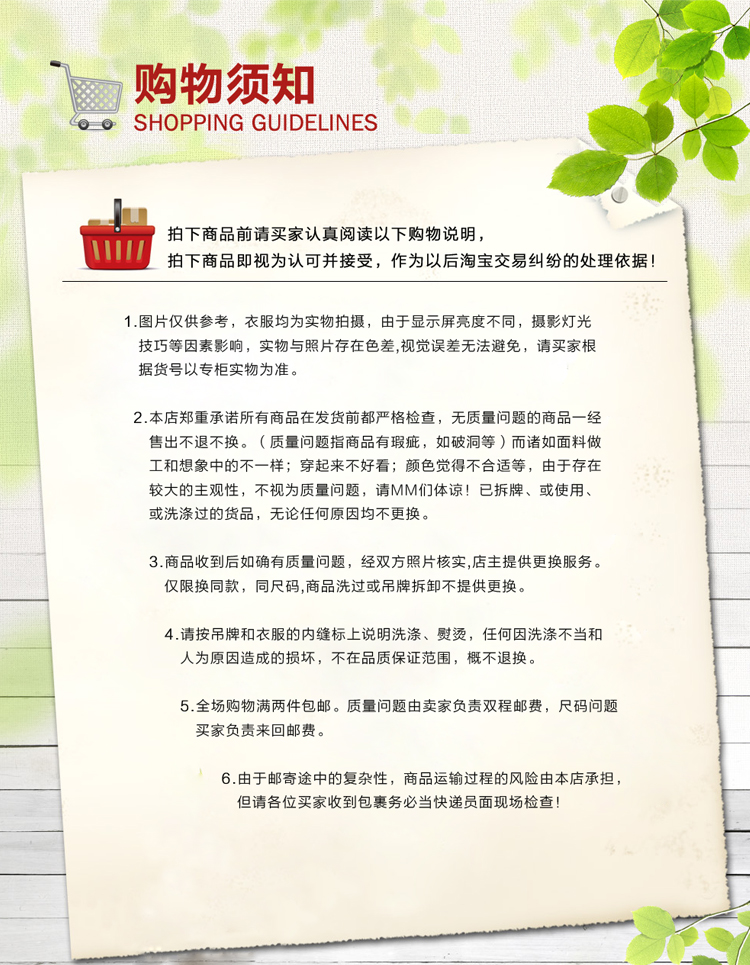 购物须知
SHOPPING GUIDELINES
拍下商品前请买家认真阅读以下购物说明，
拍下商品即视为认可并接受，作为以后淘宝交易纠纷的处理依据！
1.图片仅供参考，衣服均为实物拍摄，由于显示屏亮度不同，摄影灯光
技巧等因素影响，实物与照片存在色差,视觉误差无法避免，请买家根
据货号以专柜实物为准。
2.本店郑重承诺所有商品在发货前都严格检查，无质量问题的商品一经
售出不退不换。（质量问题指商品有瑕疵，如破洞等）而诸如面料做
工和想象中的不一样；穿起来不好看；颜色觉得不合适等，由于存在
较大的主观性，不视为质量问题，请MM们体谅！已拆牌、或使用、
或洗涤过的货品，无论任何原因均不更换。
3.商品收到后如确有质量问题，经双方照片核实,店主提供更换服务。
仅限换同款，同尺码,商品洗过或吊牌拆卸不提供更换。
4.请按吊牌和衣服的内缝标上说明洗涤、熨烫，任何因洗涤不当和
人为原因造成的损坏，不在品质保证范围，概不退换。
5.全场购物满两件包邮。质量问题由卖家负责双程邮费，尺码问题
买家负责来回邮费。
6.由于邮寄途中的复杂性，商品运输过程的风险由本店承担，
但请各位买家收到包裹务必当快递员面现场检查！